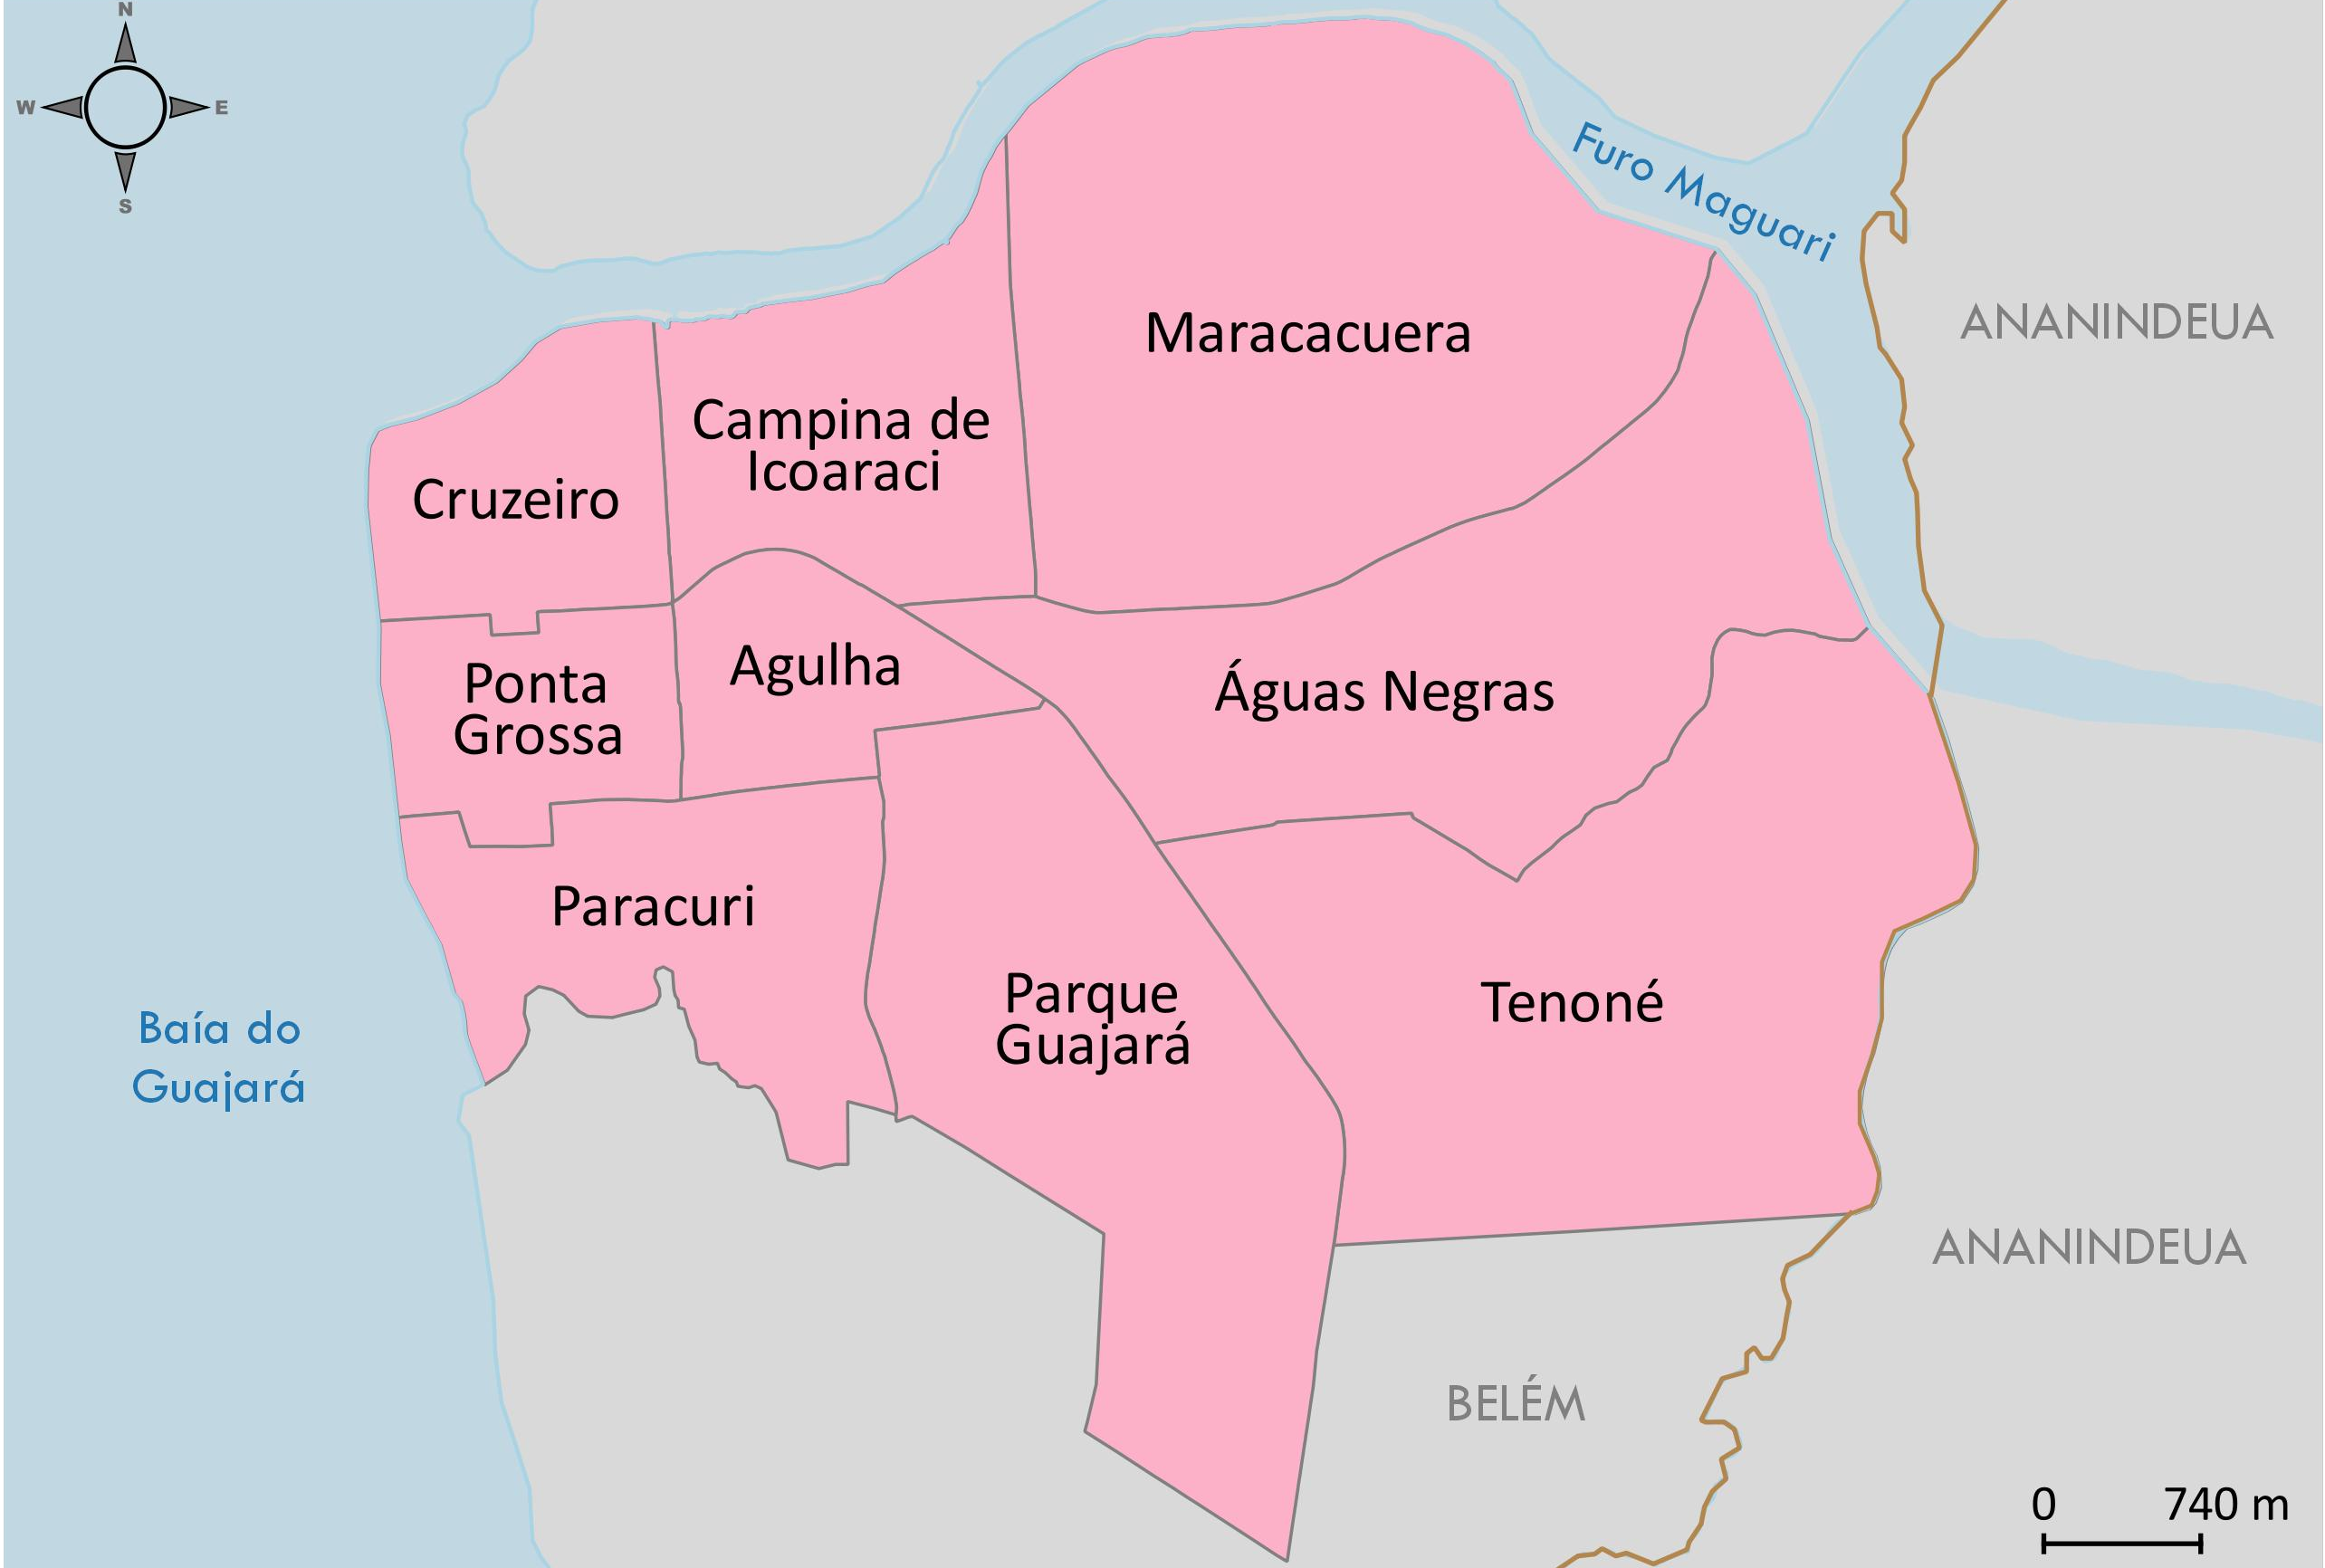 N
W
E
S
Furo Maguari
ANANINDEUA
Maracacuera
Campina de
Icoaraci
Cruzeiro
Ponta
Grossa
Agulha
Águas Negras
Paracuri
Parque
Guajará
Tenoné
Baía do
Guajará
ANANINDEUA
BELÉM
0
740 m